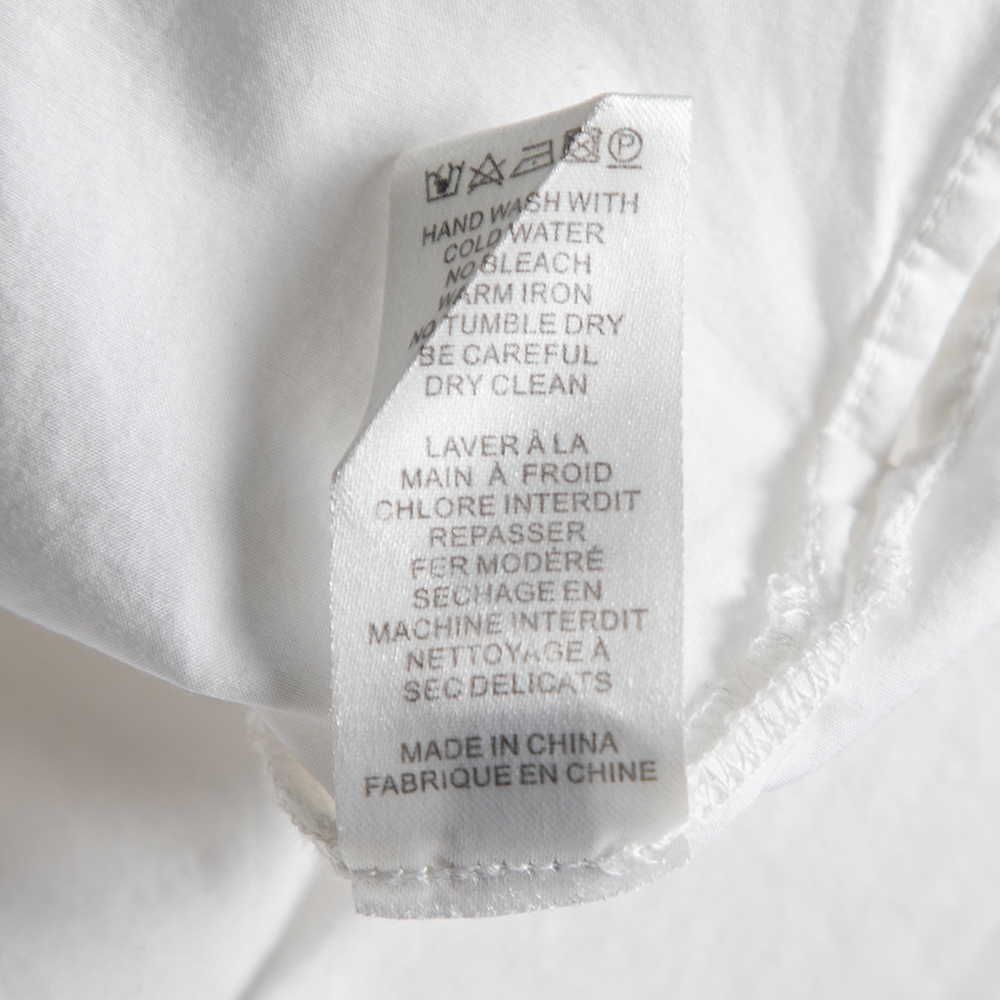 P
HAND WASH WITH
COLD WATER
NO BLEACH
WARM IRON
NO TUMBLE DRY
BE CAREFUL
DRY CLEAN
LAVER À LA
MAIN À FROID
CHLORE INTERDIT
REPASSER
FER MODÉRÉ
SECHAGE EN
MACHINE INTERDIT
NETTOYAGE À
SEC DELICATS
MADE IN CHINA
FABRIQUE EN CHINE